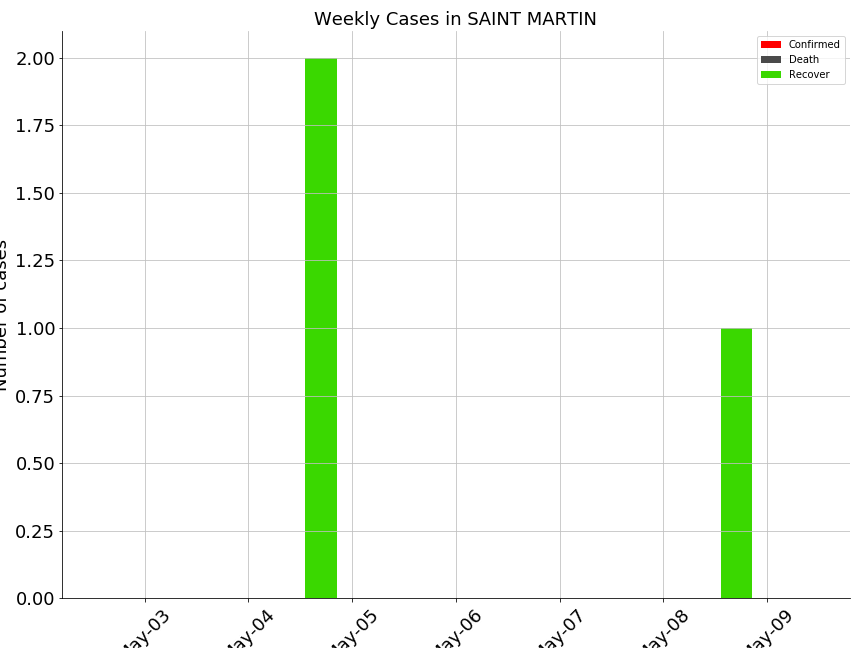 Weekly Cases in SAINT MARTIN
Confirmed
Death
Recover
2.00
1.75
1.50
1.25
1.00
0.75
0.50
0.25
0.00
Number of cases
May-03
May-04
May-05
May-06
May-07
May-08
May-09